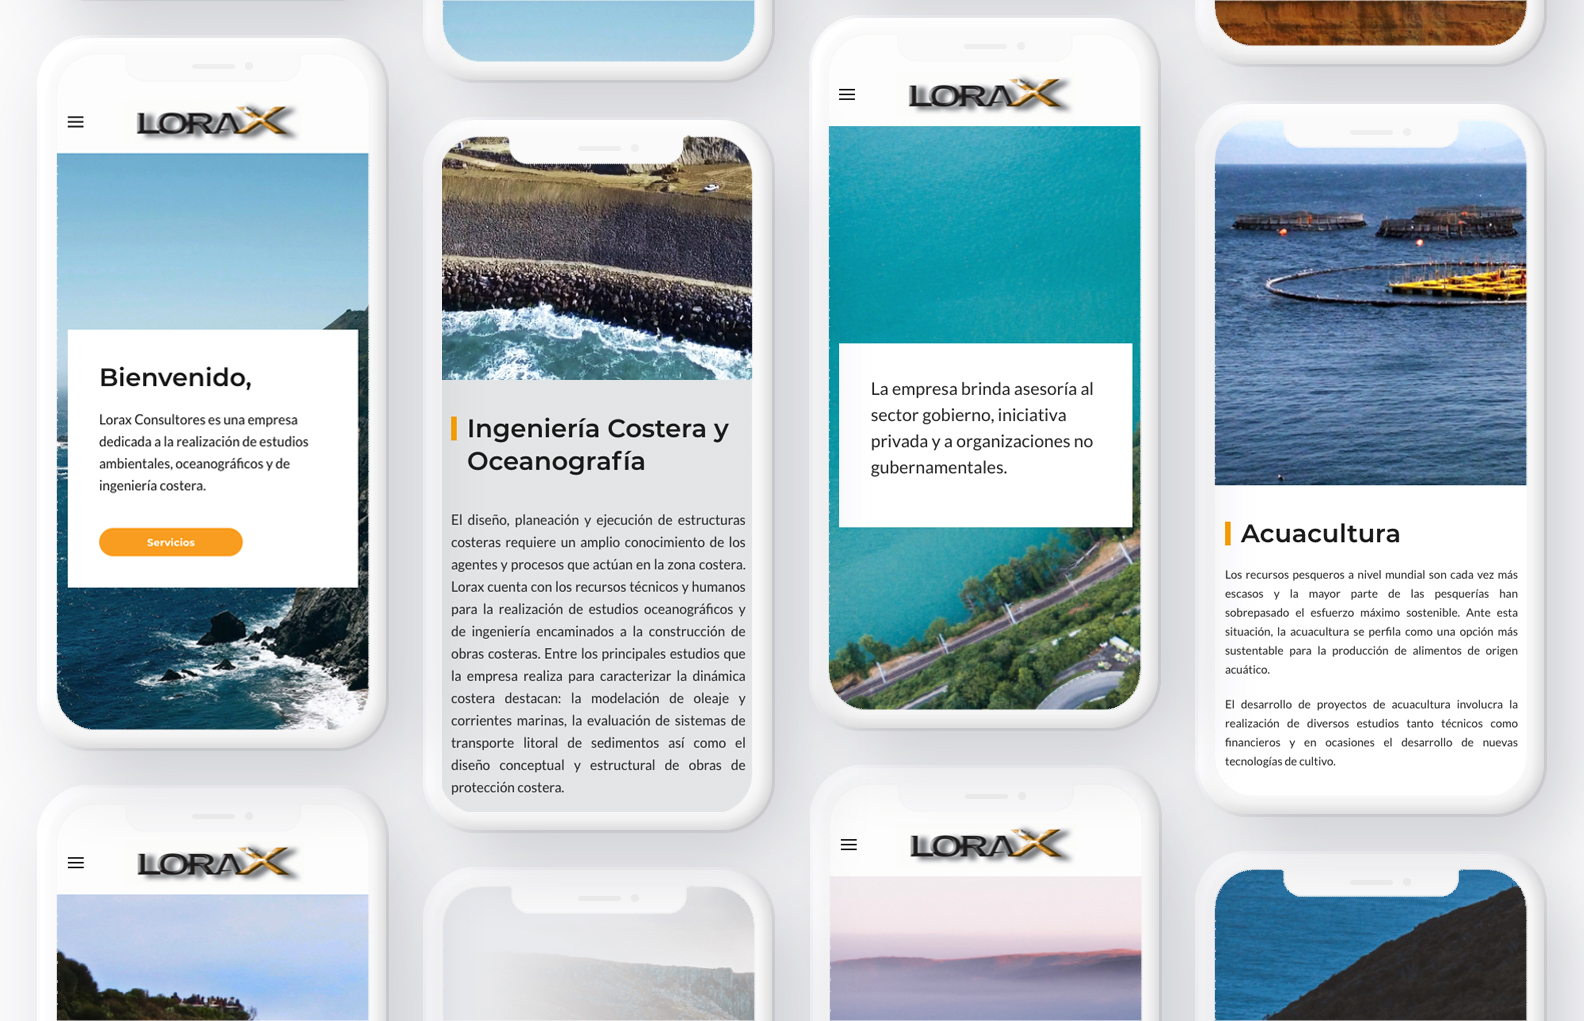 LORAX
Bienvenido,
Lorax Consultores es una empresa
dedicada a la realización de estudios
ambientales, oceanográficos y de
ingeniería costera.
Servicios
LORAX
Ingeniería Costera y
Oceanografía
El diseño, planeación y ejecución de estructuras
costeras requiere un amplio conocimiento de los
agentes y procesos que actúan en la zona costera.
Lorax cuenta con los recursos técnicos y humanos
para la realización de estudios oceanográficos y
de ingeniería encaminados a la construcción de
obras costeras. Entre los principales estudios que
la empresa realiza para caracterizar la dinámica
costera destacan: la modelación de oleaje y
corrientes marinas, la evaluación de sistemas de
transporte litoral de sedimentos así como el
diseño conceptual y estructural de obras de
protección costera.
LORAX
La empresa brinda asesoría al
sector gobierno, iniciativa
privada y a organizaciones no
gubernamentales.
LORAX
Acuacultura
Los recursos pesqueros a nivel mundial son cada vez más
escasos y la mayor parte de las pesquerías han
sobrepasado el esfuerzo máximo sostenible. Ante esta
situación, la acuacultura se perfila como una opción más
sustentable para la producción de alimentos de origen
acuático.
El desarrollo de proyectos de acuacultura involucra la
realización de diversos estudios tanto técnicos como
financieros y en ocasiones el desarrollo de nuevas
tecnologías de cultivo.